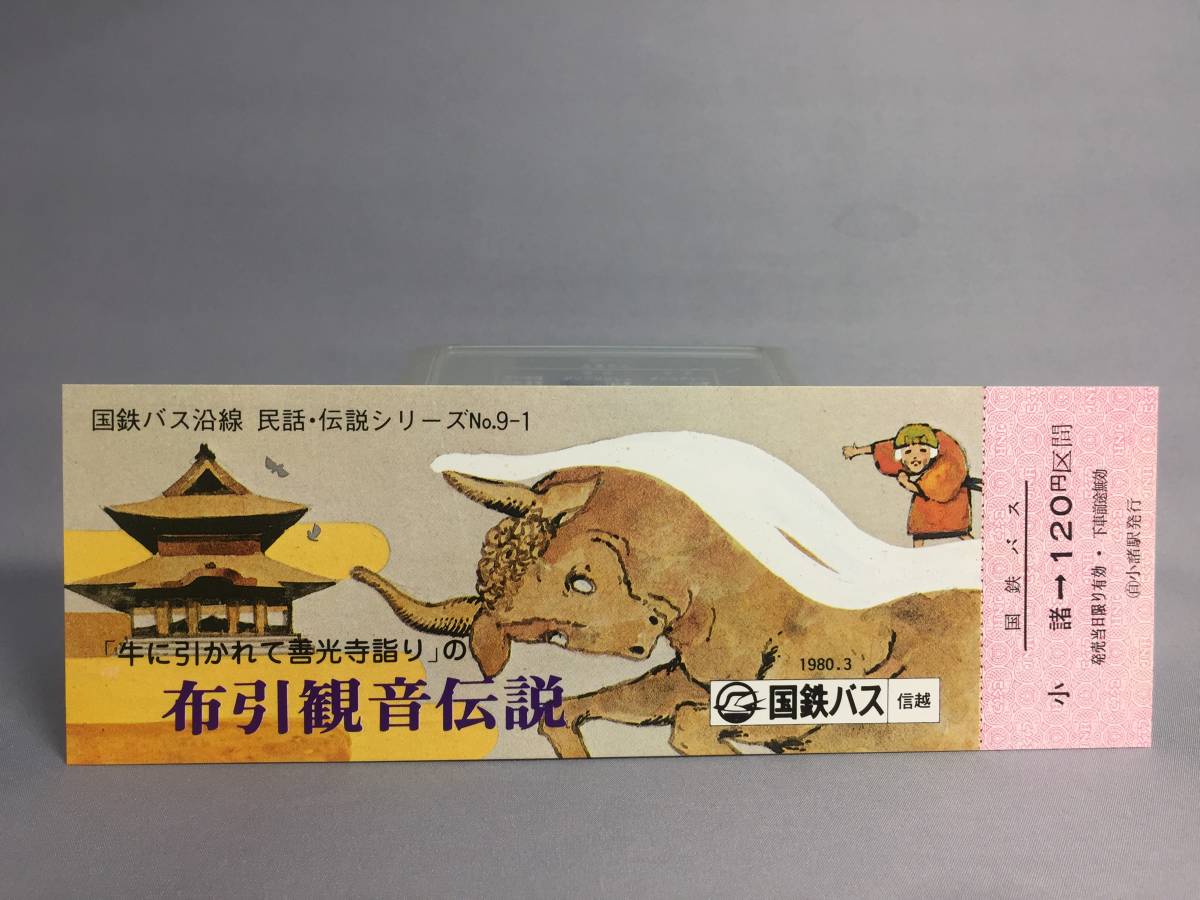 国鉄バス沿線 民話・伝説シリーズNo.9-1
「牛に引かれて善光寺詣り」の
布引観音伝説
1980.3
国鉄バス 信越
国鉄バス
小諸→120円区間
発売当日限り有効・下車前途無効
(自)小諸駅発行